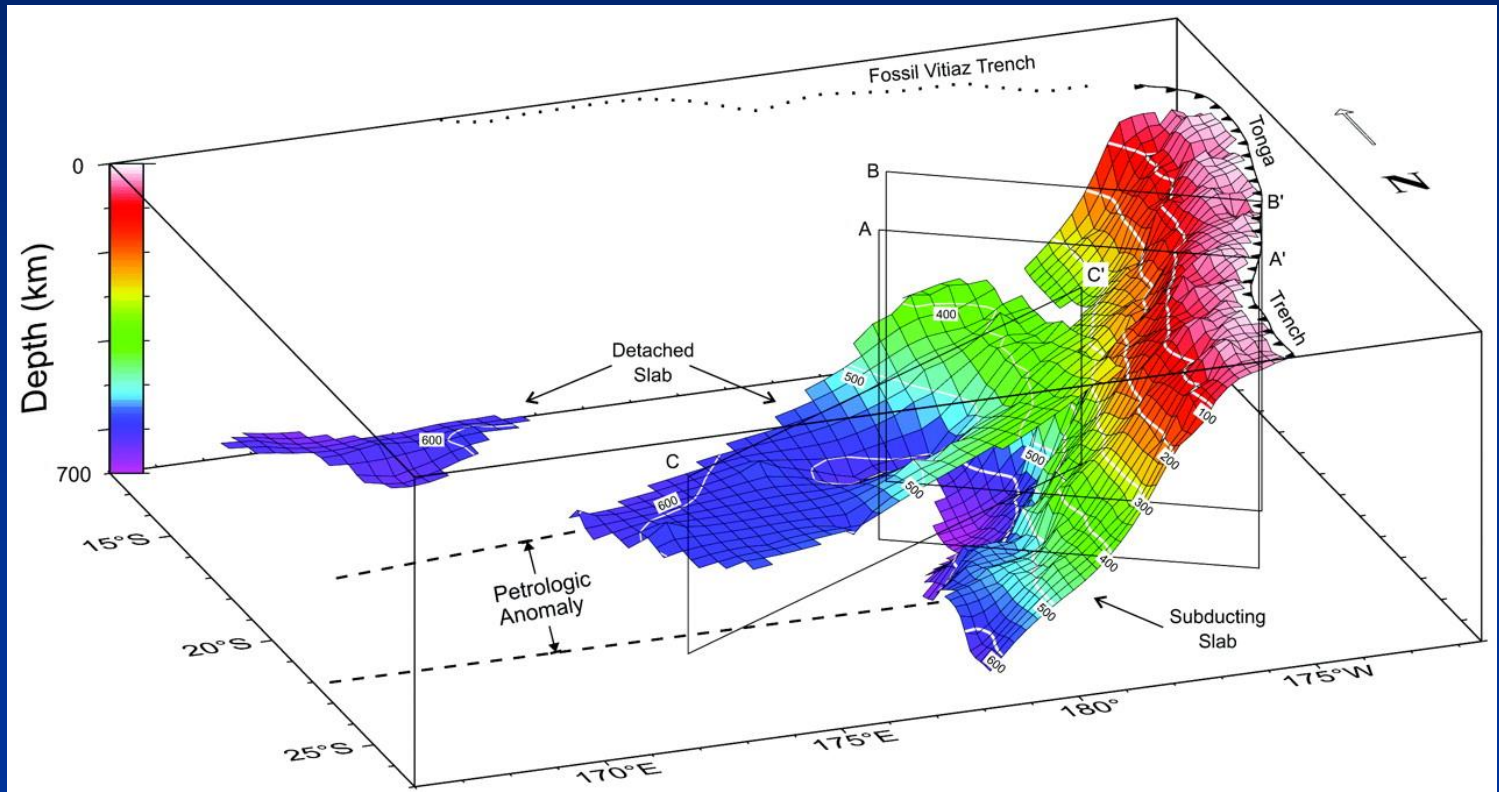 Fossil Vitiaz Trench
Tonga
Trench
N
0
Depth (km)
700
B
B'
A
A'
C'
C
400
Detached
Slab
500
600
600
500
500
100
200
300
400
500
600
Petrologic
Anomaly
Subducting
Slab
15°S
20°S
25°S
170°E
175°E
180°
175°W